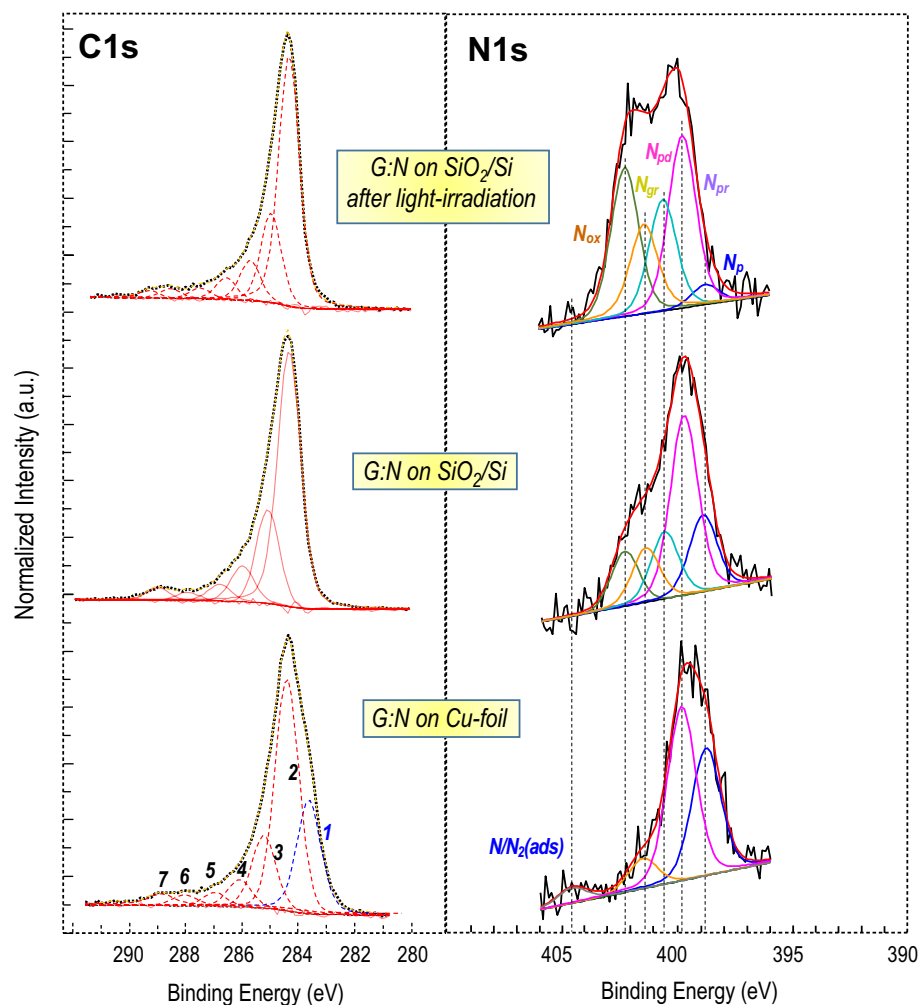 C1s
N1s
G:N on SiO2/Si
after light-irradiation
Nox
Ngr
Npd
Npr
Np
G:N on SiO2/Si
G:N on Cu-foil
1
2
3
4
5
6
7
N/N2(ads)
Normalized Intensity (a.u.)
290 288 286 284 282 280
405 400 395 390
Binding Energy (eV)
Binding Energy (eV)